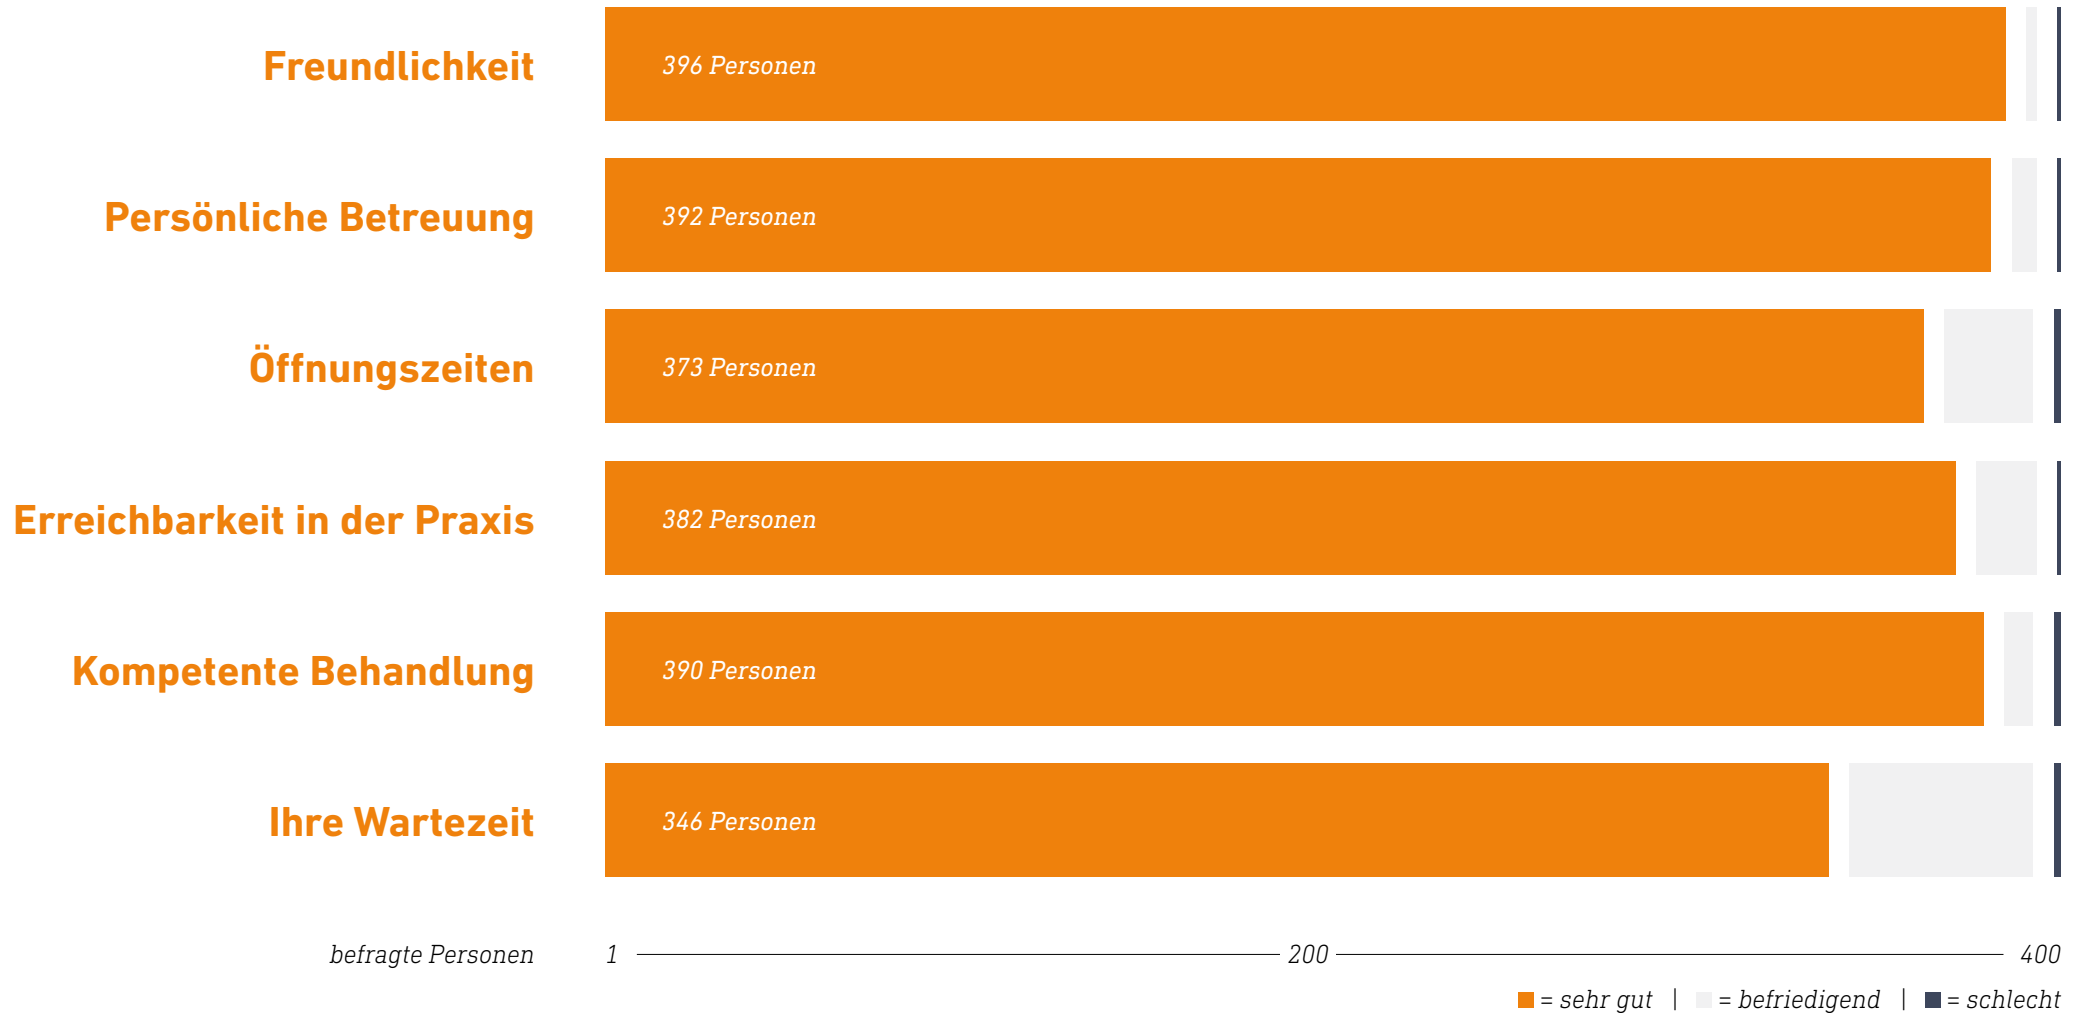 Freundlichkeit
396 Personen
Persönliche Betreuung
392 Personen
Öffnungszeiten
373 Personen
Erreichbarkeit in der Praxis
382 Personen
Kompetente Behandlung
390 Personen
Ihre Wartezeit
346 Personen
befragte Personen 1 200 400
= sehr gut | = befriedigend | = schlecht